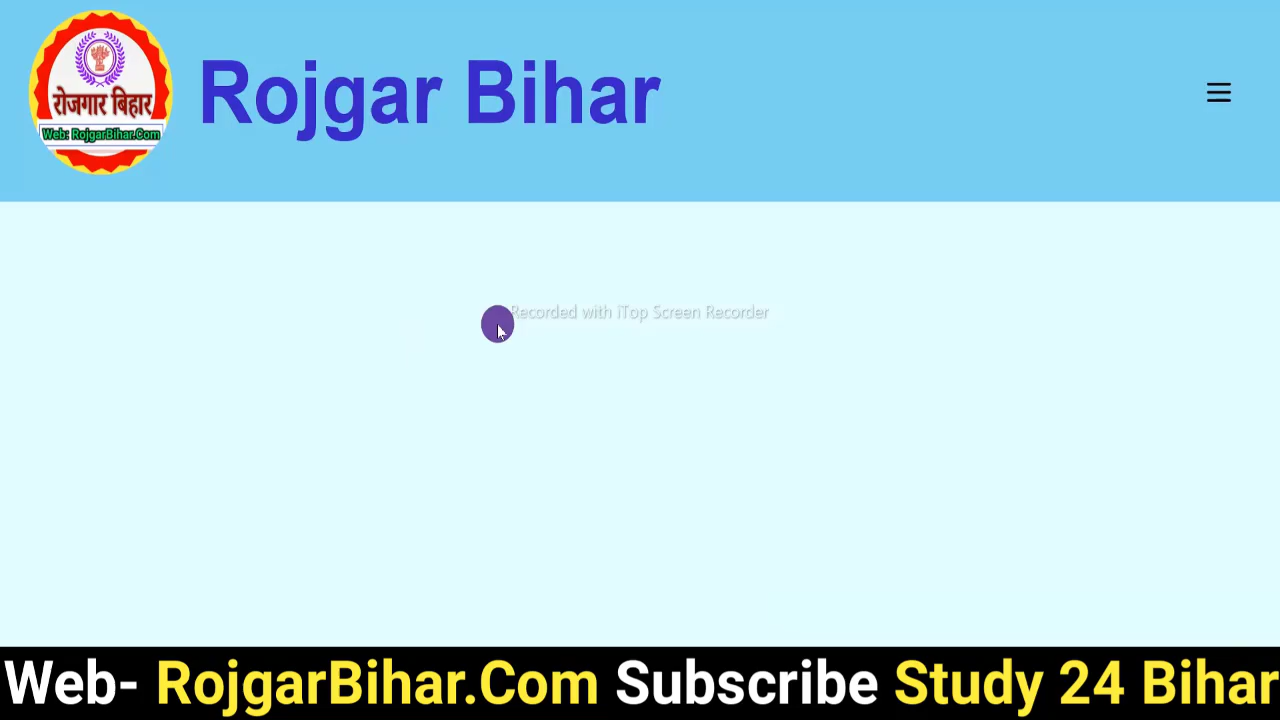 रोजगार बिहार
Web: RojgarBihar.Com
Rojgar Bihar
Recorded with iTop Screen Recorder
Web- RojgarBihar.Com Subscribe Study 24 Bihar